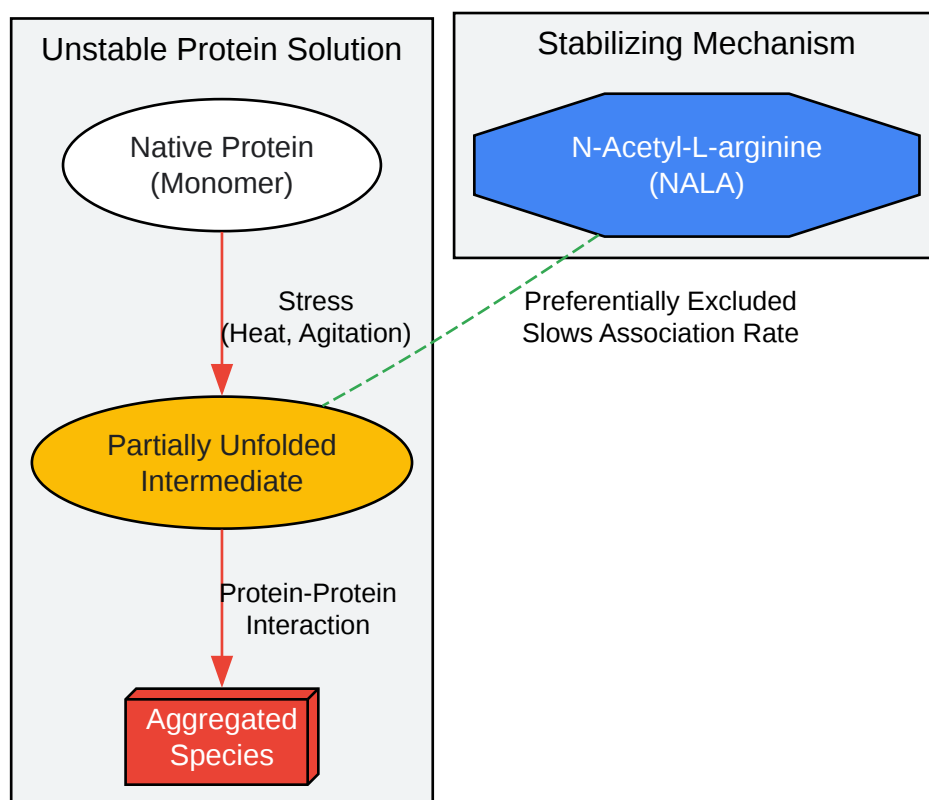 Unstable Protein Solution
Native Protein
(Monomer)
Stress
(Heat, Agitation)
Partially Unfolded
Intermediate
Protein-Protein
Interaction
Aggregated
Species
Stabilizing Mechanism
N-Acetyl-L-arginine
(NALA)
Preferentially Excluded
Slows Association Rate